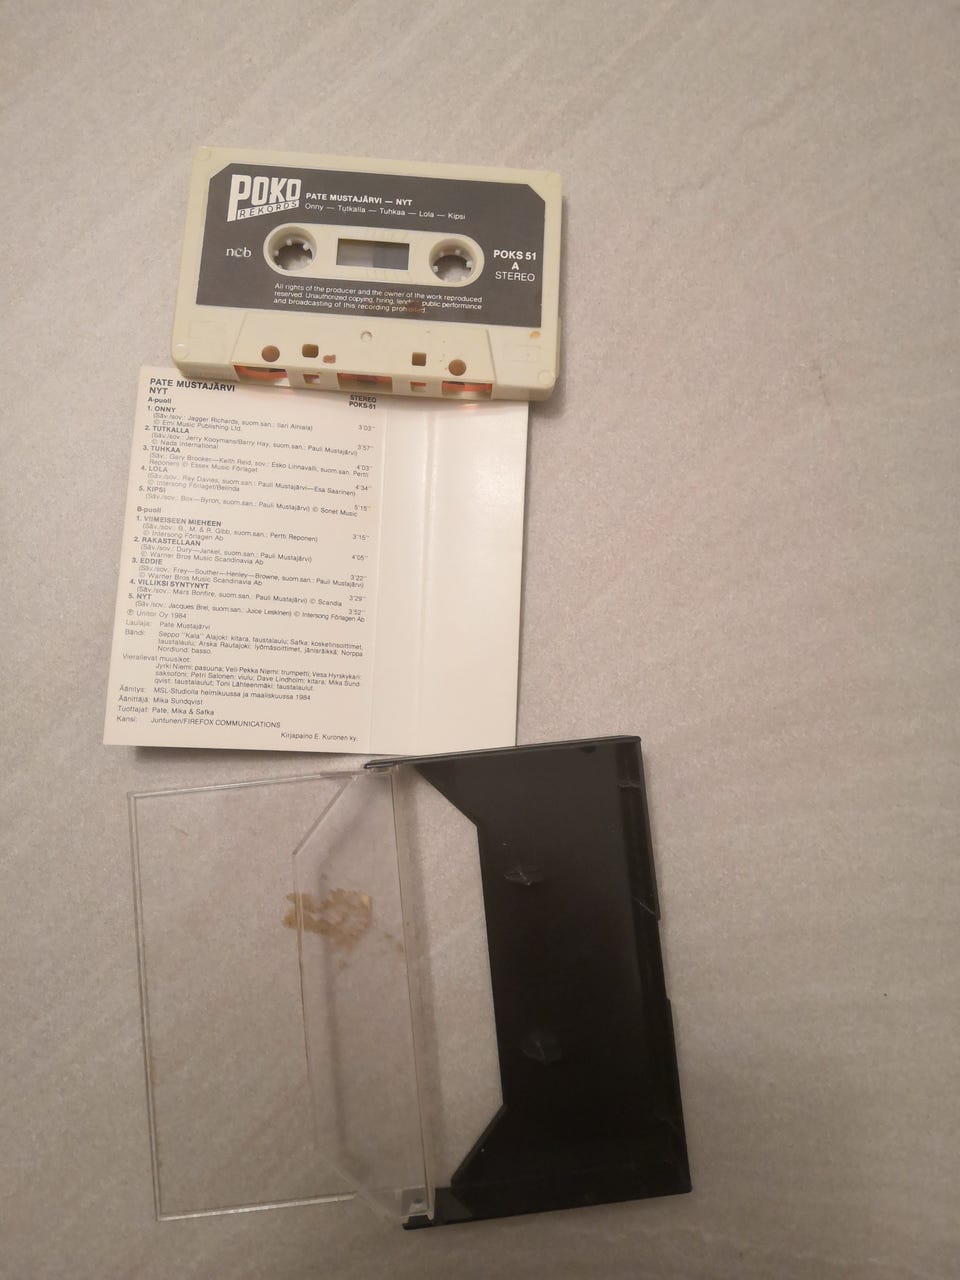 POKO
REKORDS
PATE MUSTAJÄRVI — NYT
Onny — Tutkalla — Tuhkaa — Lola — Kipsi
ncb
POKS 51
A
STEREO
All rights of the producer and the owner of the work reproduced
reserved. Unauthorized copying, hiring, lending public performance
and broadcasting of this recording prohibited.
PATE MUSTAJÄRVI
NYT
STEREO
POKS-51
A-puoli
1. ONNY 3'03"
(Säv./sov.: Jagger Richards, suom.san.: Ilari Ainiala)
© Emi Music Publishing Ltd.
2. TUTKALLA 3'57"
(Säv./sov.: Jerry Kooymans/Barry Hay, suom.san.: Pauli Mustajärvi)
© Nada International
3. TUHKAA 4'03"
(Säv.: Gary Brooker—Keith Reid, sov.: Esko Linnavalli, suom.san. Pertti
Reponen) © Essex Music Förlaget
4. LOLA 4'34"
(Säv./sov.: Ray Davies, suom.san.: Pauli Mustajärvi—Esa Saarinen)
© Intersong Förlaget/Belinda
5. KIPSI 5'15"
(Säv./sov.: Box—Byron, suom.san.: Pauli Mustajärvi) © Sonet Music
B-puoli
1. VIIMEISEEN MIEHEEN 3'15"
(Säv./sov.: B., M. & R. Gibb, suom.san.: Pertti Reponen)
© Intersong Förlagen Ab
2. RAKASTELLAAN 4'05"
(Säv./sov.: Dury—Jankel, suom.san.: Pauli Mustajärvi)
© Warner Bros Music Scandinavia Ab
3. EDDIE 3'22"
(Säv./sov.: Frey—Souther—Henley—Browne, suom.san.: Pauli Mustajärvi)
© Warner Bros Music Scandinavia Ab
4. VILLIKSI SYNTYNYT 3'29"
(Säv./sov.: Mars Bonfire, suom.san.: Pauli Mustajärvi) © Scandia
5. NYT 3'52"
(Säv./sov.: Jacques Brel, suom.san.: Juice Leskinen) © Intersong Förlagen Ab
℗ Unitor Oy 1984
Laulaja: Pate Mustajärvi
Bändi: Seppo "Kala" Alajoki: kitara, taustalaulu; Safka: kosketinsoittimet,
taustalaulu; Arska Rautajoki: lyömäsoittimet, jänisräikkä; Norppa
Nordlund: basso.
Vierailevat muusikot:
Jyrki Niemi: pasuuna; Veli-Pekka Niemi: trumpetti; Vesa Hyrskykari:
saksofoni; Petri Salonen: viulu; Dave Lindholm: kitara; Mika Sund-
qvist: taustalaulut; Toni Lähteenmäki: taustalaulut.
Äänitys: MSL-Studiolla helmikuussa ja maaliskuussa 1984
Äänittäjä: Mika Sundqvist
Tuottajat: Pate, Mika & Safka
Kansi: Juntunen/FIREFOX COMMUNICATIONS
Kirjapaino E. Kuronen ky.